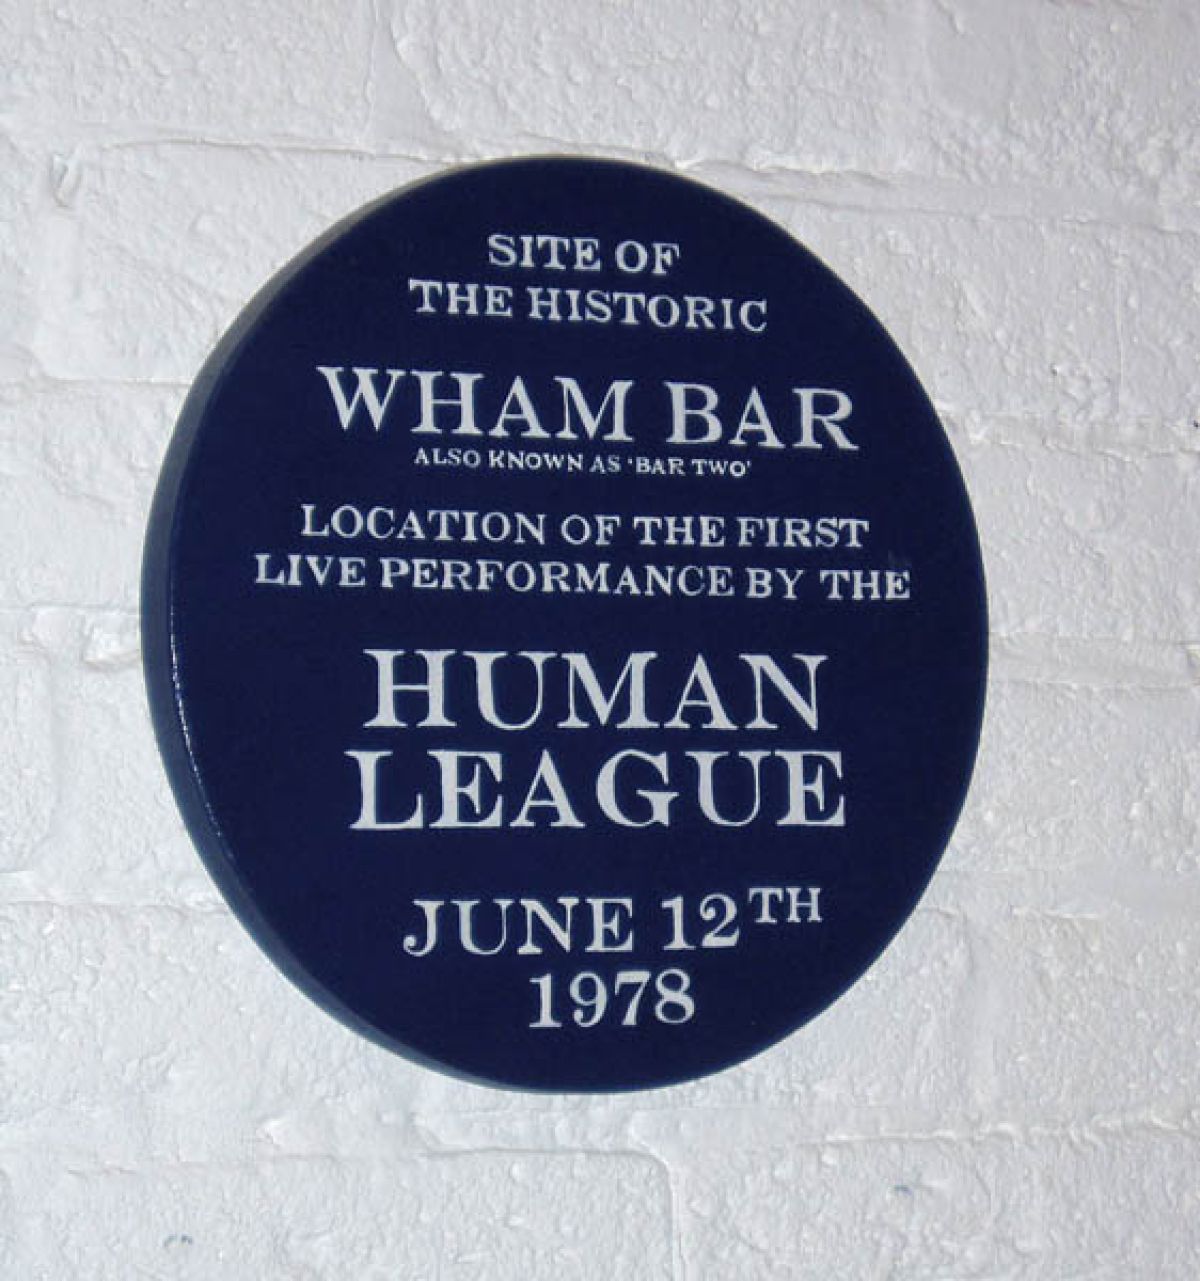 SITE OF
THE HISTORIC
WHAM BAR
ALSO KNOWN AS 'BAR TWO'
LOCATION OF THE FIRST
LIVE PERFORMANCE BY THE
HUMAN
LEAGUE
JUNE 12TH
1978